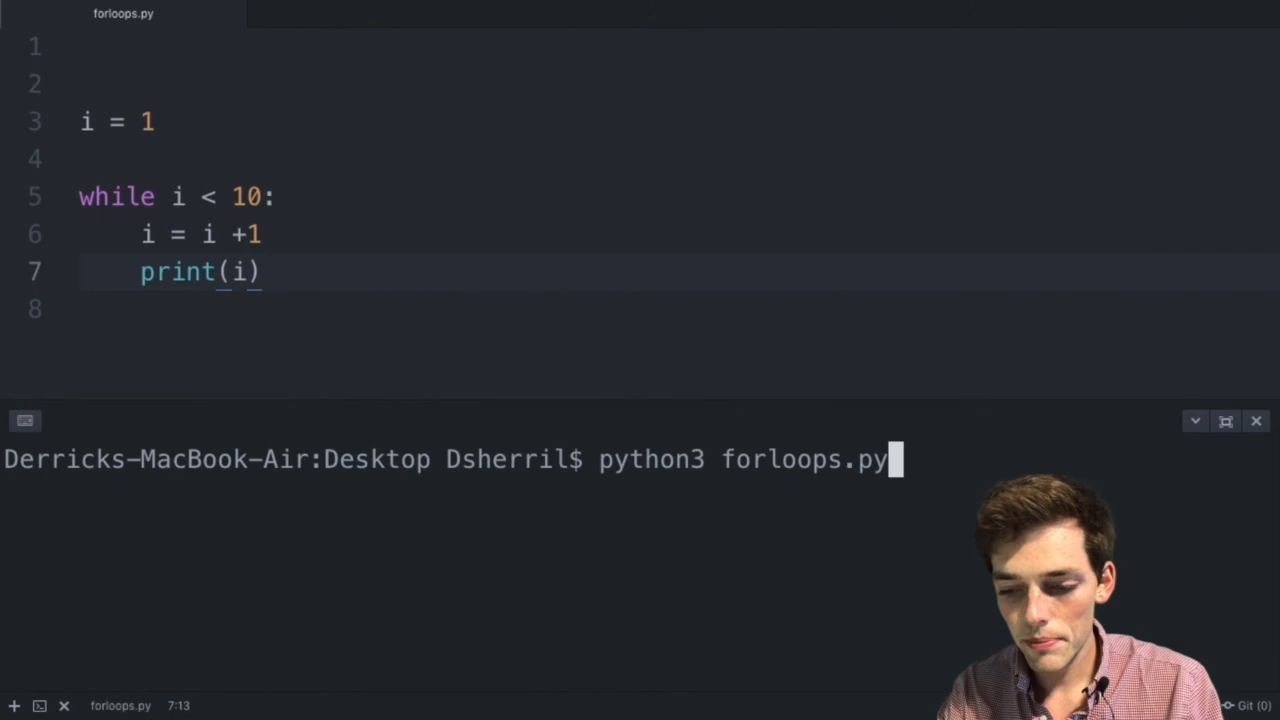 forloops.py
1
2
3 i = 1
4
5 while i < 10:
6 i = i +1
7 print(i)
8
Derricks-MacBook-Air:Desktop Dsherril$ python3 forloops.py
forloops.py 7:13 Git (0)